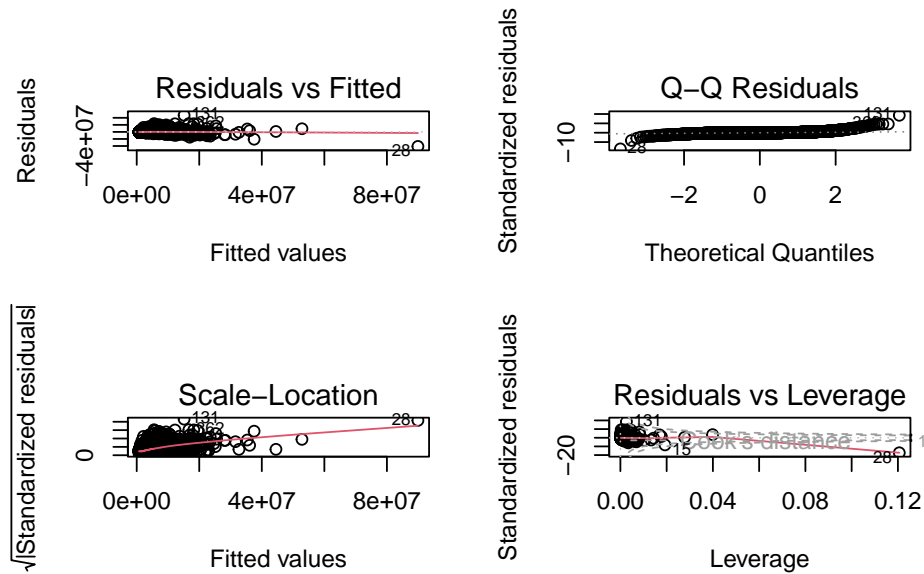 Residuals vs Fitted
Residuals
−4e+07
131
28
0e+00 4e+07 8e+07
Fitted values
Q−Q Residuals
Standardized residuals
−10
131
28
−2 0 2
Theoretical Quantiles
Scale−Location
√|Standardized residuals|
0
131
28
0e+00 4e+07 8e+07
Fitted values
Residuals vs Leverage
Standardized residuals
−20
131
15
28
Cook's distance
1
0.00 0.04 0.08 0.12
Leverage